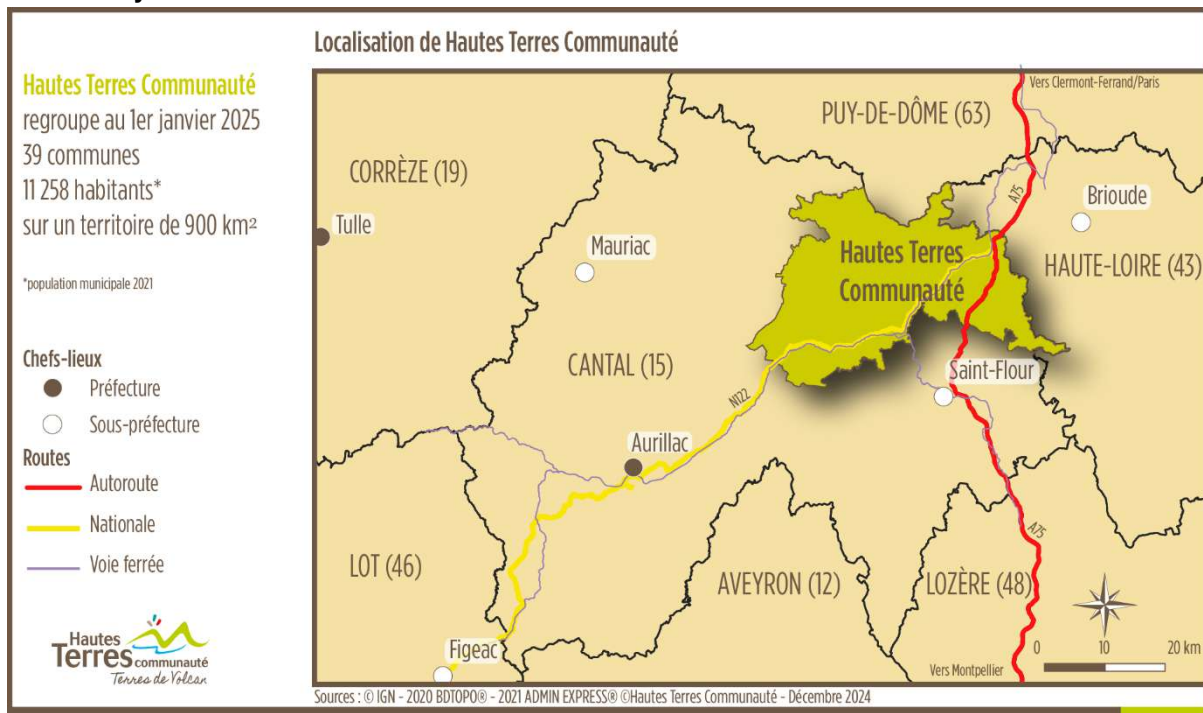 Localisation de Hautes Terres Communauté
Hautes Terres Communauté
regroupe au 1er janvier 2025
39 communes
11 258 habitants*
sur un territoire de 900 km²
*population municipale 2021
Chefs-lieux
Préfecture
Sous-préfecture
Routes
Autoroute
Nationale
Voie ferrée
Hautes
Terres communauté
Terres de Volcan
Vers Clermont-Ferrand/Paris
PUY-DE-DÔME (63)
CORRÈZE (19)
A75
Brioude
Tulle
Mauriac
Hautes Terres
Communauté
HAUTE-LOIRE (43)
CANTAL (15)
Saint-Flour
N122
Aurillac
A75
LOT (46)
AVEYRON (12)
LOZÈRE (48)
Figeac
0 10 20 km
Vers Montpellier
Sources : © IGN - 2020 BDTOPO® - 2021 ADMIN EXPRESS® ©Hautes Terres Communauté - Décembre 2024